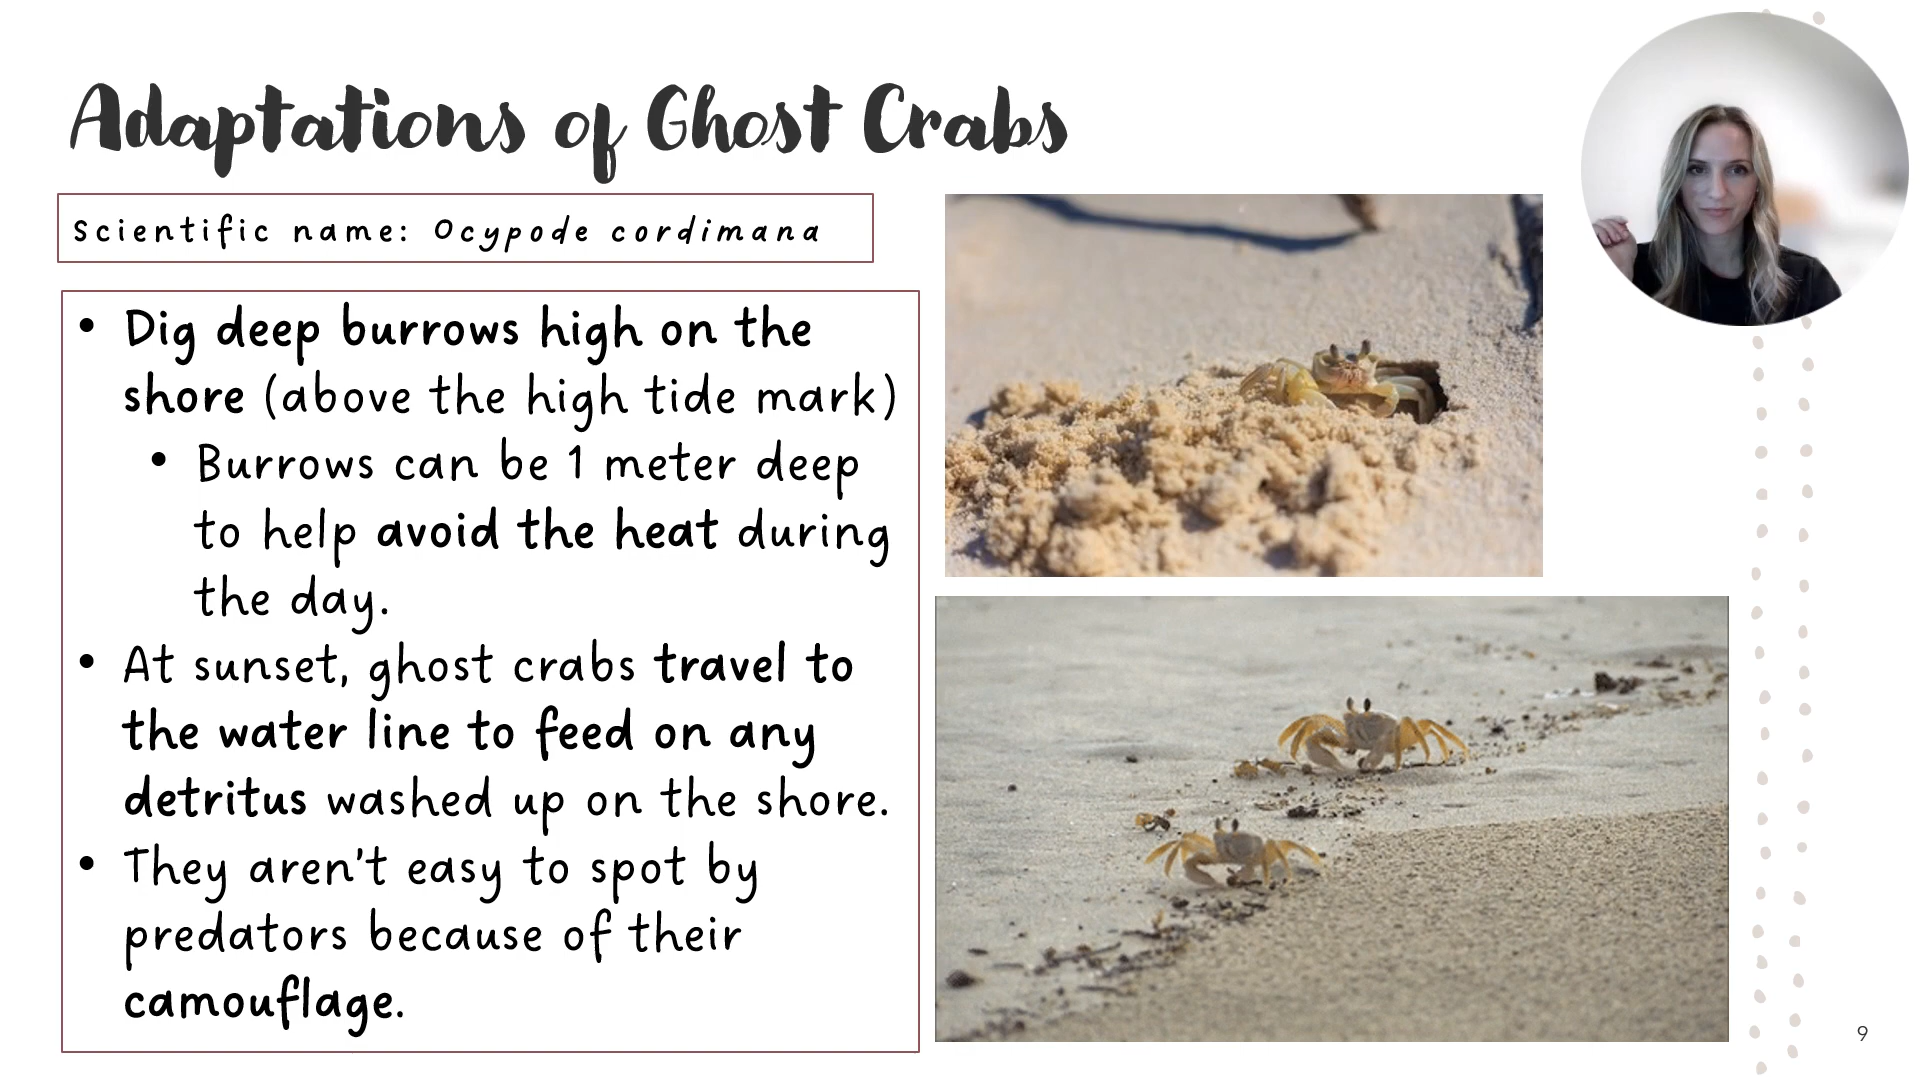 Adaptations of Ghost Crabs
Scientific name: Ocypode cordimana
• Dig deep burrows high on the
shore (above the high tide mark)
• Burrows can be 1 meter deep
to help avoid the heat during
the day.
• At sunset, ghost crabs travel to
the water line to feed on any
detritus washed up on the shore.
• They aren't easy to spot by
predators because of their
camouflage.
9